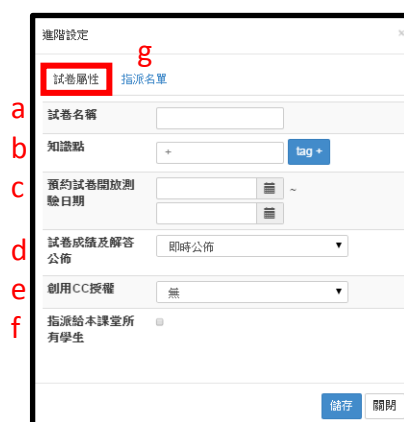 進階設定 ×
g
試卷屬性 指派名單
a 試卷名稱
b 知識點 + tag +
c 預約試卷開放測 ~
驗日期
d 試卷成績及解答 即時公佈
公佈
e 創用CC授權 無
f 指派給本課堂所
有學生
儲存 關閉